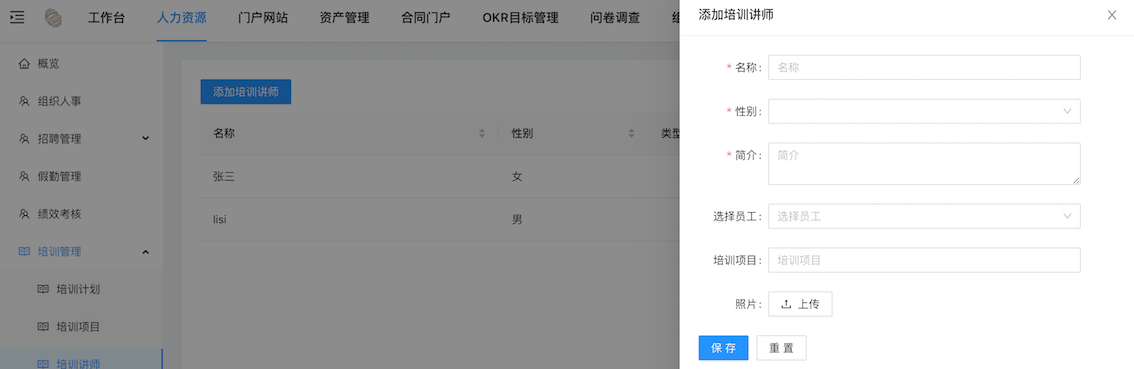 工作台 人力资源 门户网站 资产管理 合同门户 OKR目标管理 问卷调查
概览
组织人事
招聘管理
假勤管理
绩效考核
培训管理
培训计划
培训项目
培训讲师
添加培训讲师
名称 性别 类型
张三 女
lisi 男
添加培训讲师
* 名称: 名称
* 性别:
* 简介: 简介
选择员工: 选择员工
培训项目: 培训项目
照片: 上传
保存 重置